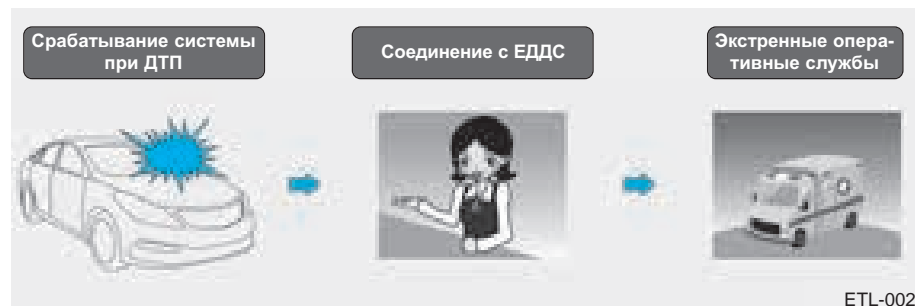 Срабатывание системы
при ДТП
Соединение с ЕДДС
Экстренные опера-
тивные службы
ETL-002